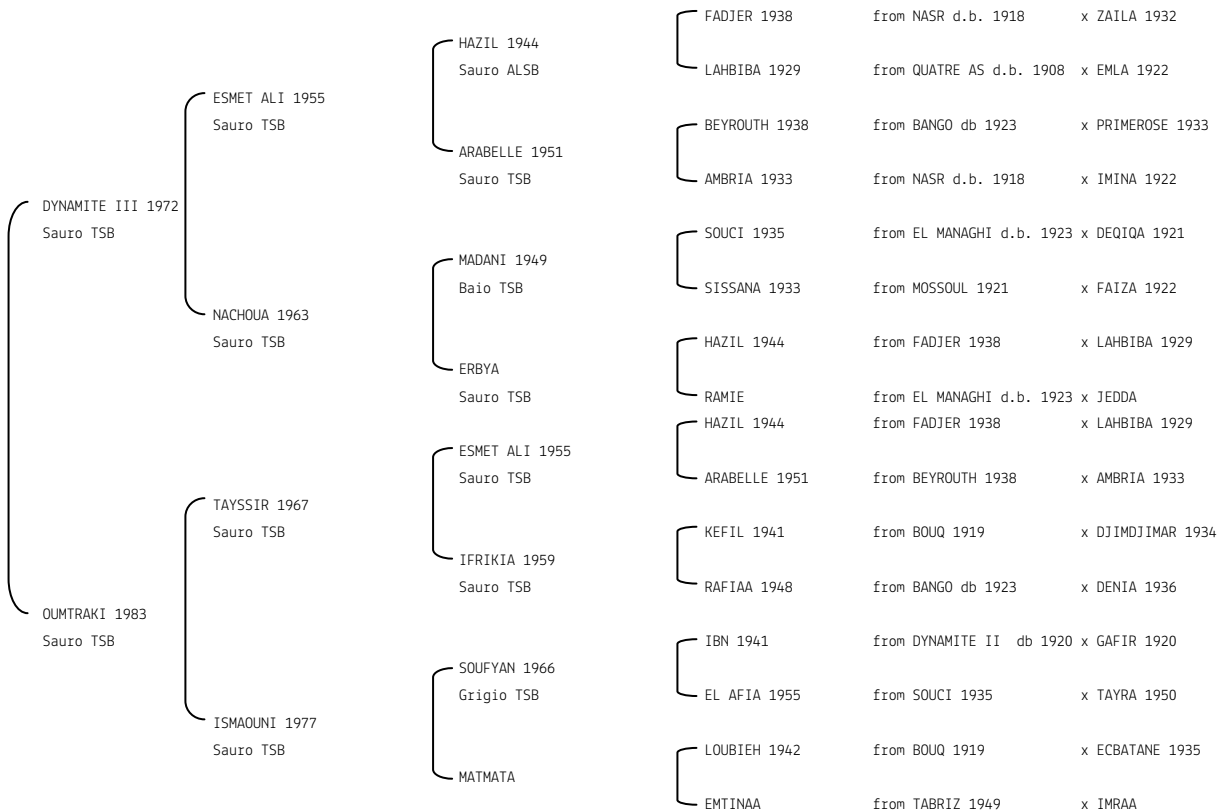 FADJER 1938 from NASR d.b. 1918 x ZAILA 1932
HAZIL 1944
Sauro ALSB
LAHBIBA 1929 from QUATRE AS d.b. 1908 x EMLA 1922
ESMET ALI 1955
Sauro TSB
BEYROUTH 1938 from BANGO db 1923 x PRIMEROSE 1933
ARABELLE 1951
Sauro TSB
AMBRIA 1933 from NASR d.b. 1918 x IMINA 1922
DYNAMITE III 1972
Sauro TSB
SOUCI 1935 from EL MANAGHI d.b. 1923 x DEQIQA 1921
MADANI 1949
Baio TSB
SISSANA 1933 from MOSSOUL 1921 x FAIZA 1922
NACHOUA 1963
Sauro TSB
HAZIL 1944 from FADJER 1938 x LAHBIBA 1929
ERBYA
Sauro TSB
RAMIE from EL MANAGHI d.b. 1923 x JEDDA
HAZIL 1944 from FADJER 1938 x LAHBIBA 1929
ESMET ALI 1955
Sauro TSB
ARABELLE 1951 from BEYROUTH 1938 x AMBRIA 1933
TAYSSIR 1967
Sauro TSB
KEFIL 1941 from BOUQ 1919 x DJIMDJIMAR 1934
IFRIKIA 1959
Sauro TSB
RAFIAA 1948 from BANGO db 1923 x DENIA 1936
OUMTRAKI 1983
Sauro TSB
IBN 1941 from DYNAMITE II db 1920 x GAFIR 1920
SOUFYAN 1966
Grigio TSB
EL AFIA 1955 from SOUCI 1935 x TAYRA 1950
ISMAOUNI 1977
Sauro TSB
LOUBIEH 1942 from BOUQ 1919 x ECBATANE 1935
MATMATA
EMTINAA from TABRIZ 1949 x IMRAA